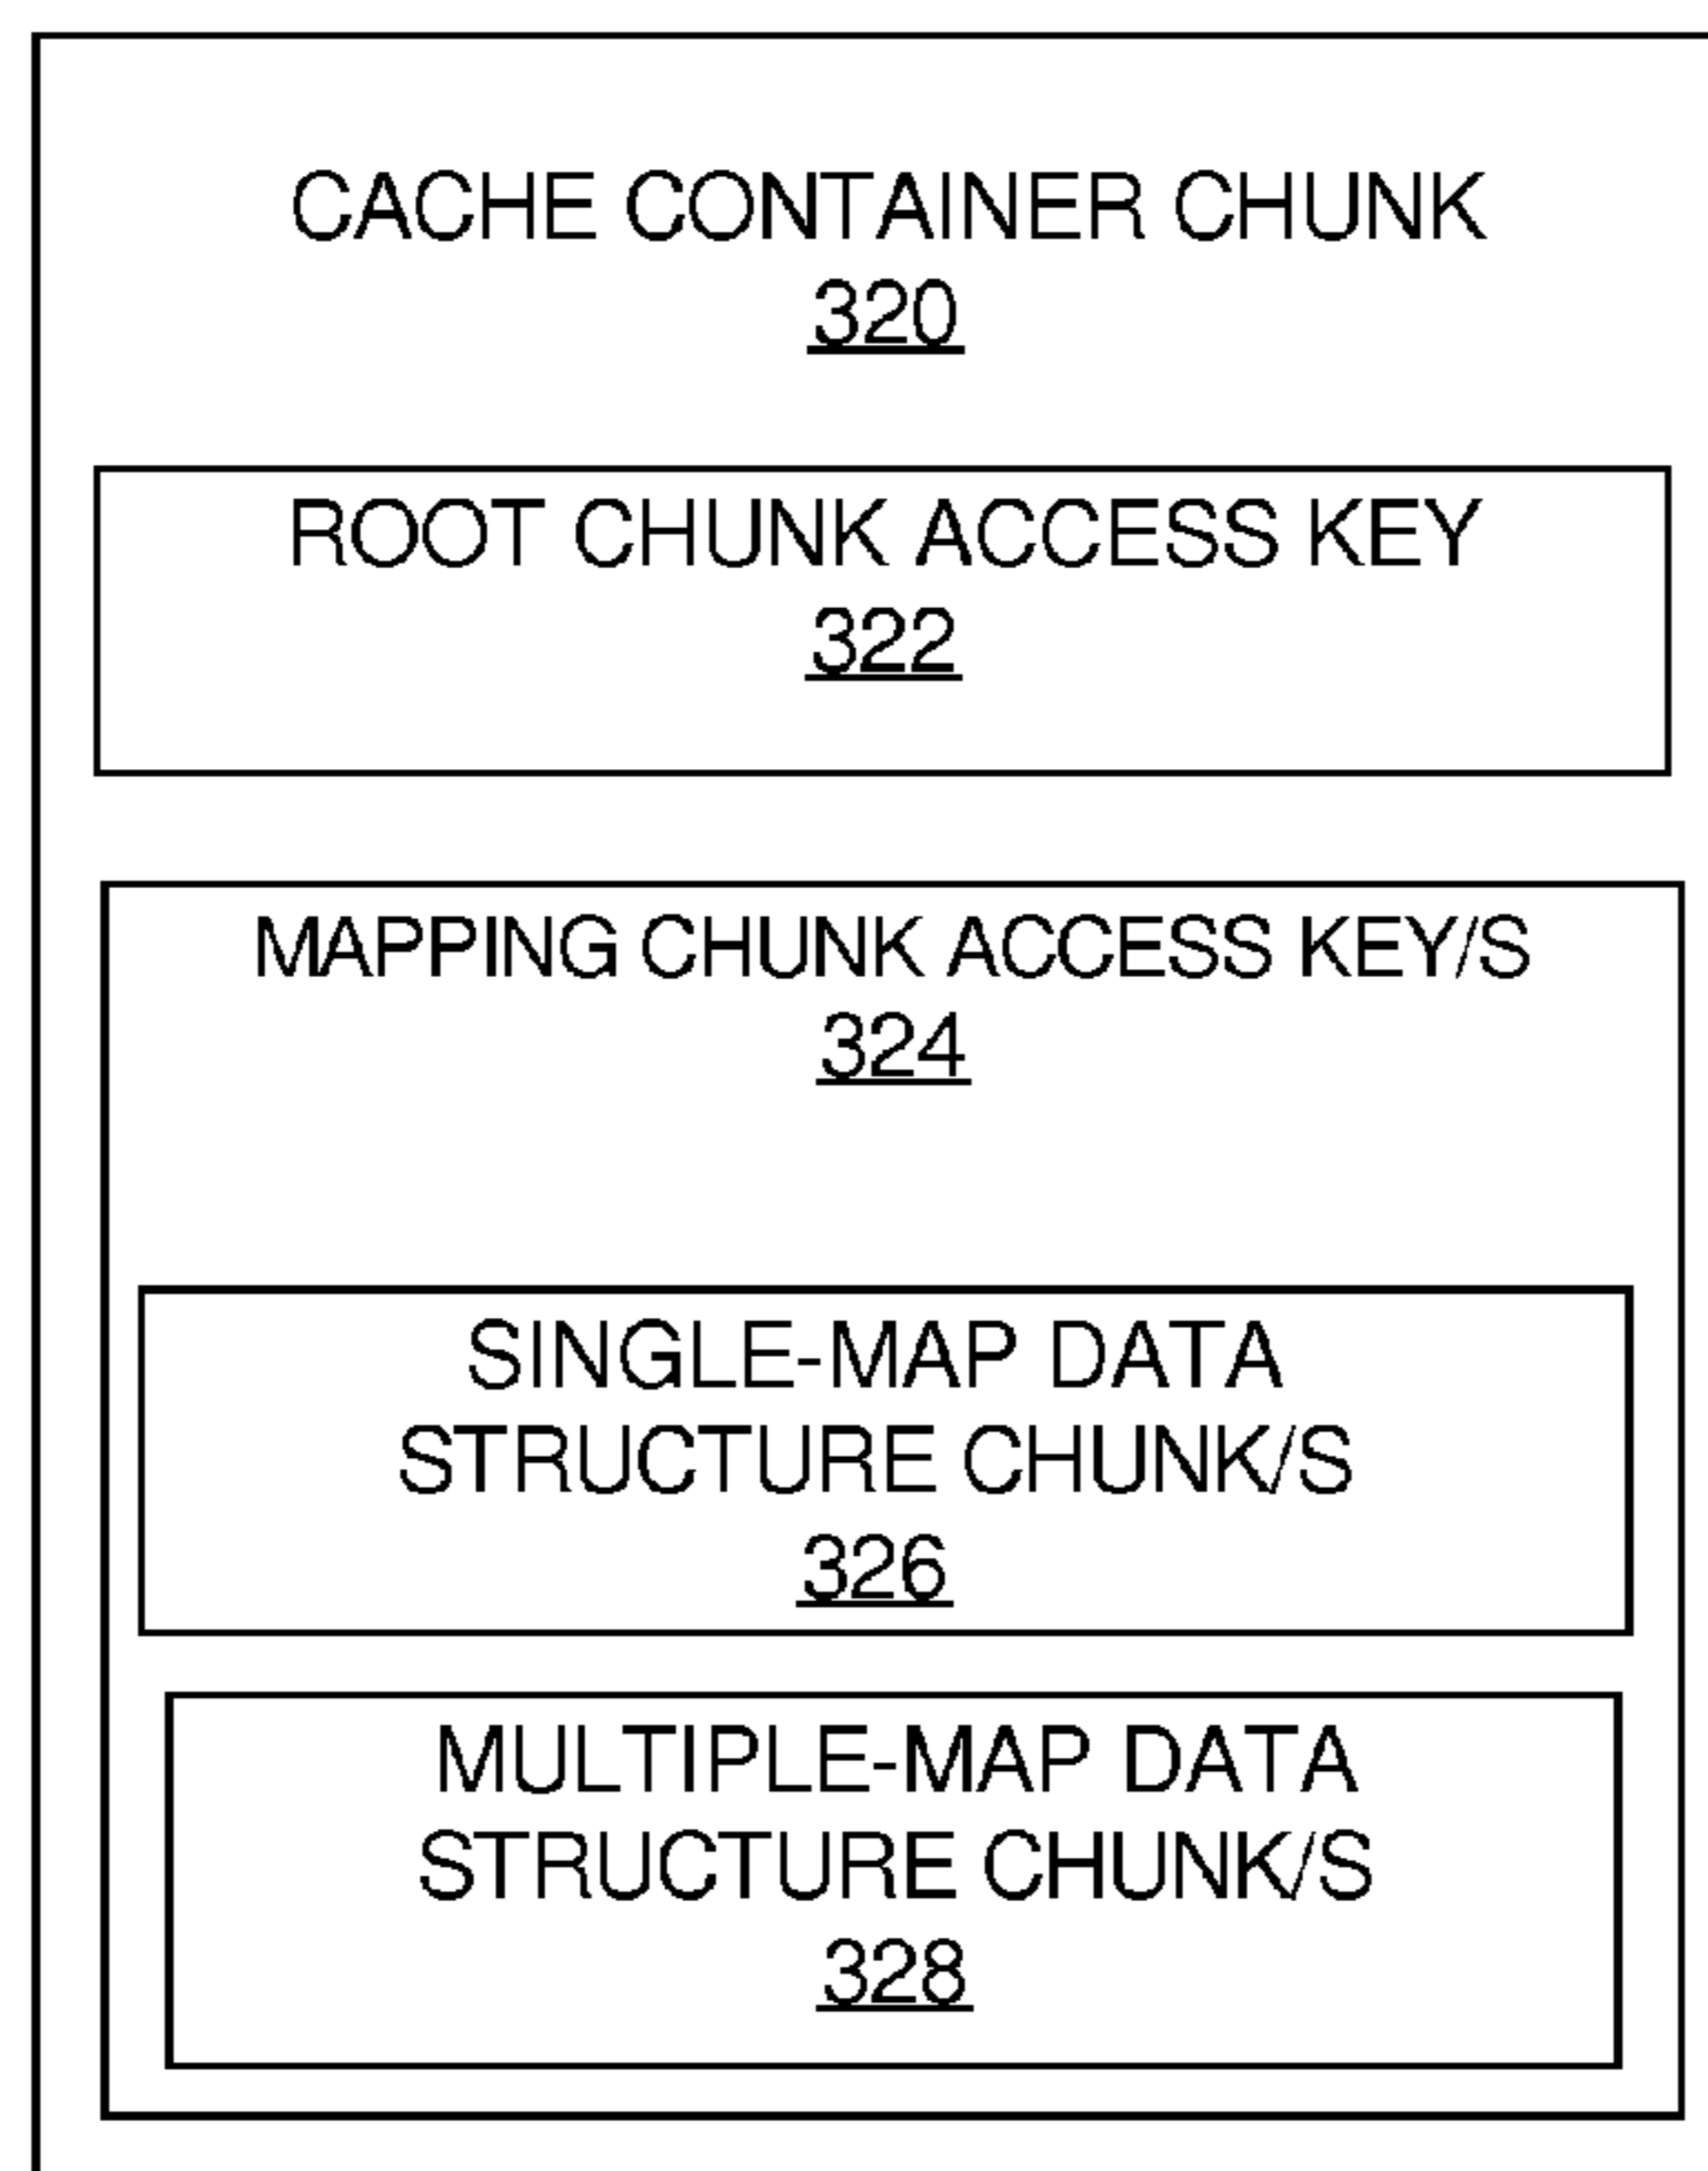 CACHE CONTAINER CHUNK
320
ROOT CHUNK ACCESS KEY
322
MAPPING CHUNK ACCESS KEY/S
324
SINGLE-MAP DATA
STRUCTURE CHUNK/S
326
MULTIPLE-MAP DATA
STRUCTURE CHUNK/S
328